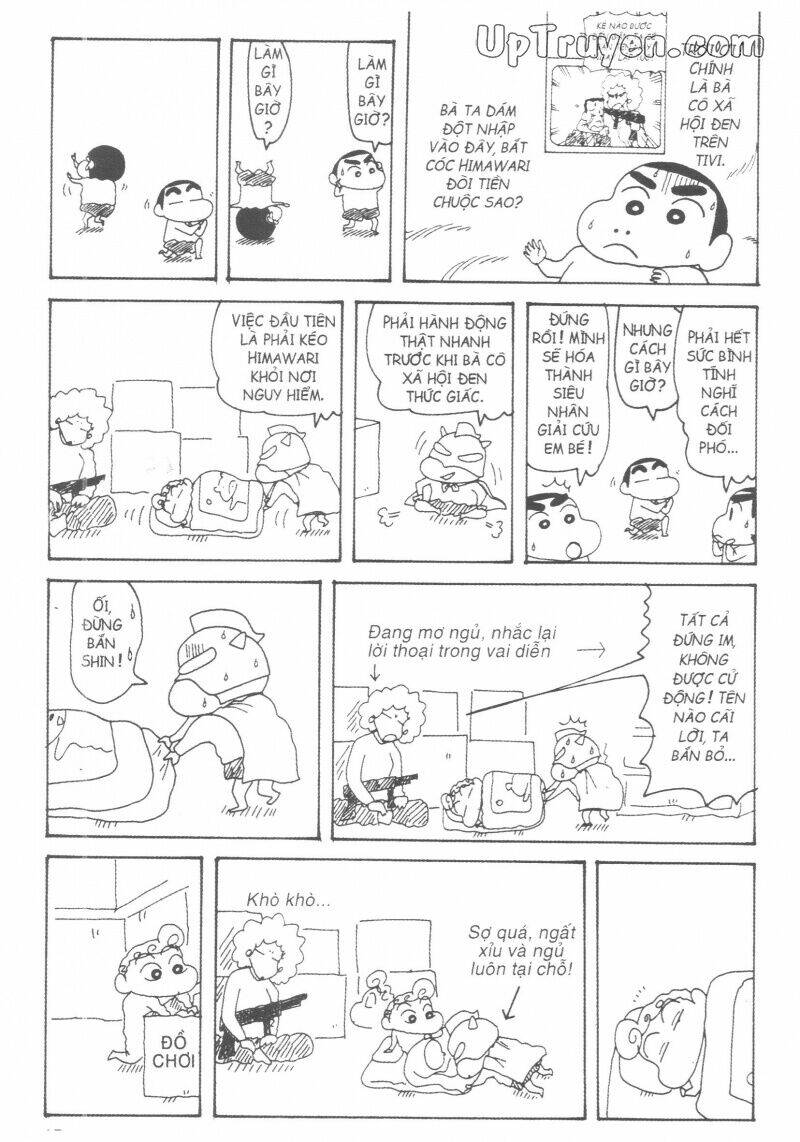 UpTruyen.com
KẺ NÀO ĐƯỢC
CHÍNH
LÀ BÀ
CÔ XÃ
HỘI ĐEN
TRÊN
TIVI.
BÀ TA DÁM
ĐỘT NHẬP
VÀO ĐÂY, BẮT
CÓC HIMAWARI
ĐÒI TIỀN
CHUỘC SAO?
LÀM
GÌ
BÂY
GIỜ?
LÀM
GÌ
BÂY
GIỜ
?
PHẢI HẾT
SỨC BÌNH
TĨNH
NGHĨ
CÁCH
ĐỐI
PHÓ...
NHƯNG
CÁCH
GÌ BÂY
GIỜ?
ĐÚNG
RỒI! MÌNH
SẼ HÓA
THÀNH
SIÊU
NHÂN
GIẢI CỨU
EM BÉ!
PHẢI HÀNH ĐỘNG
THẬT NHANH
TRƯỚC KHI BÀ CÔ
XÃ HỘI ĐEN
THỨC GIẤC.
VIỆC ĐẦU TIÊN
LÀ PHẢI KÉO
HIMAWARI
KHỎI NƠI
NGUY HIỂM.
TẤT CẢ
ĐỨNG IM,
KHÔNG
ĐƯỢC CỬ
ĐỘNG! TÊN
NÀO CÃI
LỜI, TA
BẮN BỎ...
Đang mơ ngủ, nhắc lại
lời thoại trong vai diễn
ỐI,
ĐỪNG
BẮN
SHIN!
Sợ quá, ngất
xỉu và ngủ
luôn tại chỗ!
Khò khò...
ĐỒ
CHƠI